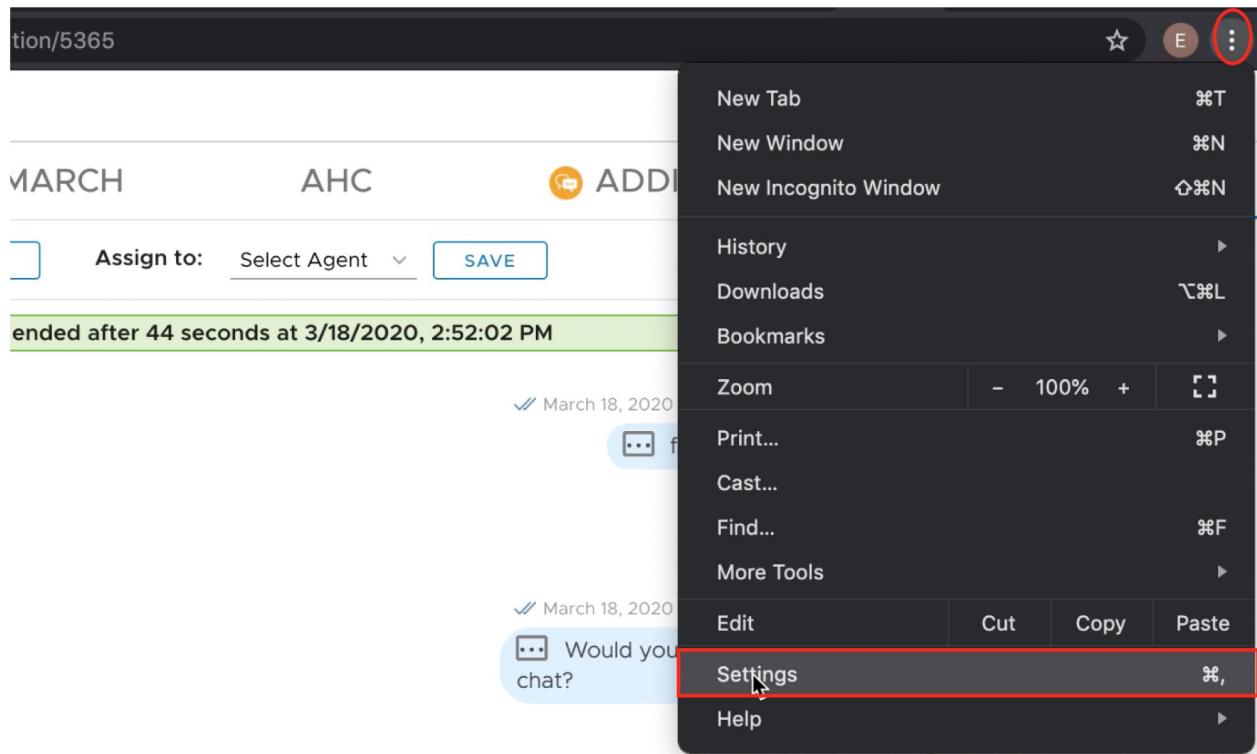 tion/5365
E
MARCH AHC ADDI
Assign to: Select Agent SAVE
ended after 44 seconds at 3/18/2020, 2:52:02 PM
March 18, 2020
f
March 18, 2020
Would you
chat?
New Tab ⌘T
New Window ⌘N
New Incognito Window ⇧⌘N
History
Downloads ⌥⌘L
Bookmarks
Zoom - 100% +
Print... ⌘P
Cast...
Find... ⌘F
More Tools
Edit Cut Copy Paste
Settings ⌘,
Help